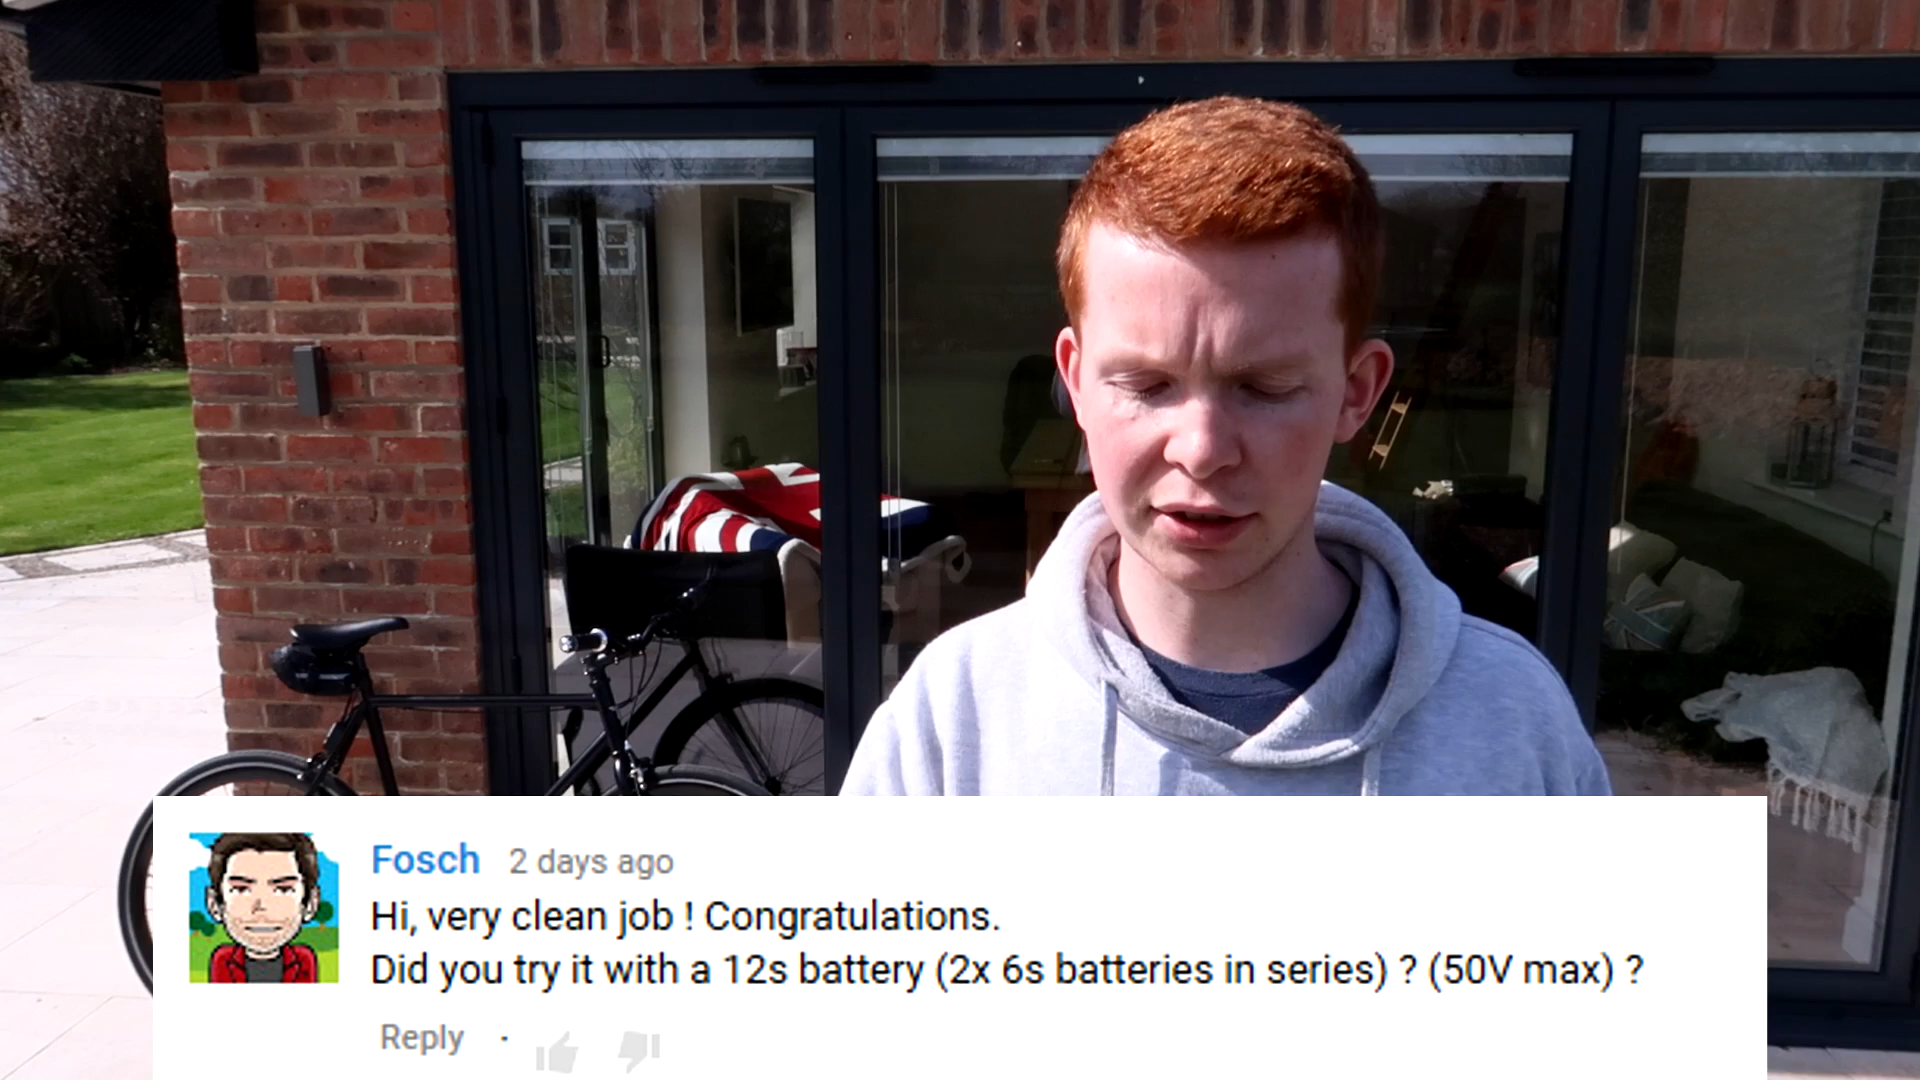 Fosch 2 days ago
Hi, very clean job ! Congratulations.
Did you try it with a 12s battery (2x 6s batteries in series) ? (50V max) ?
Reply